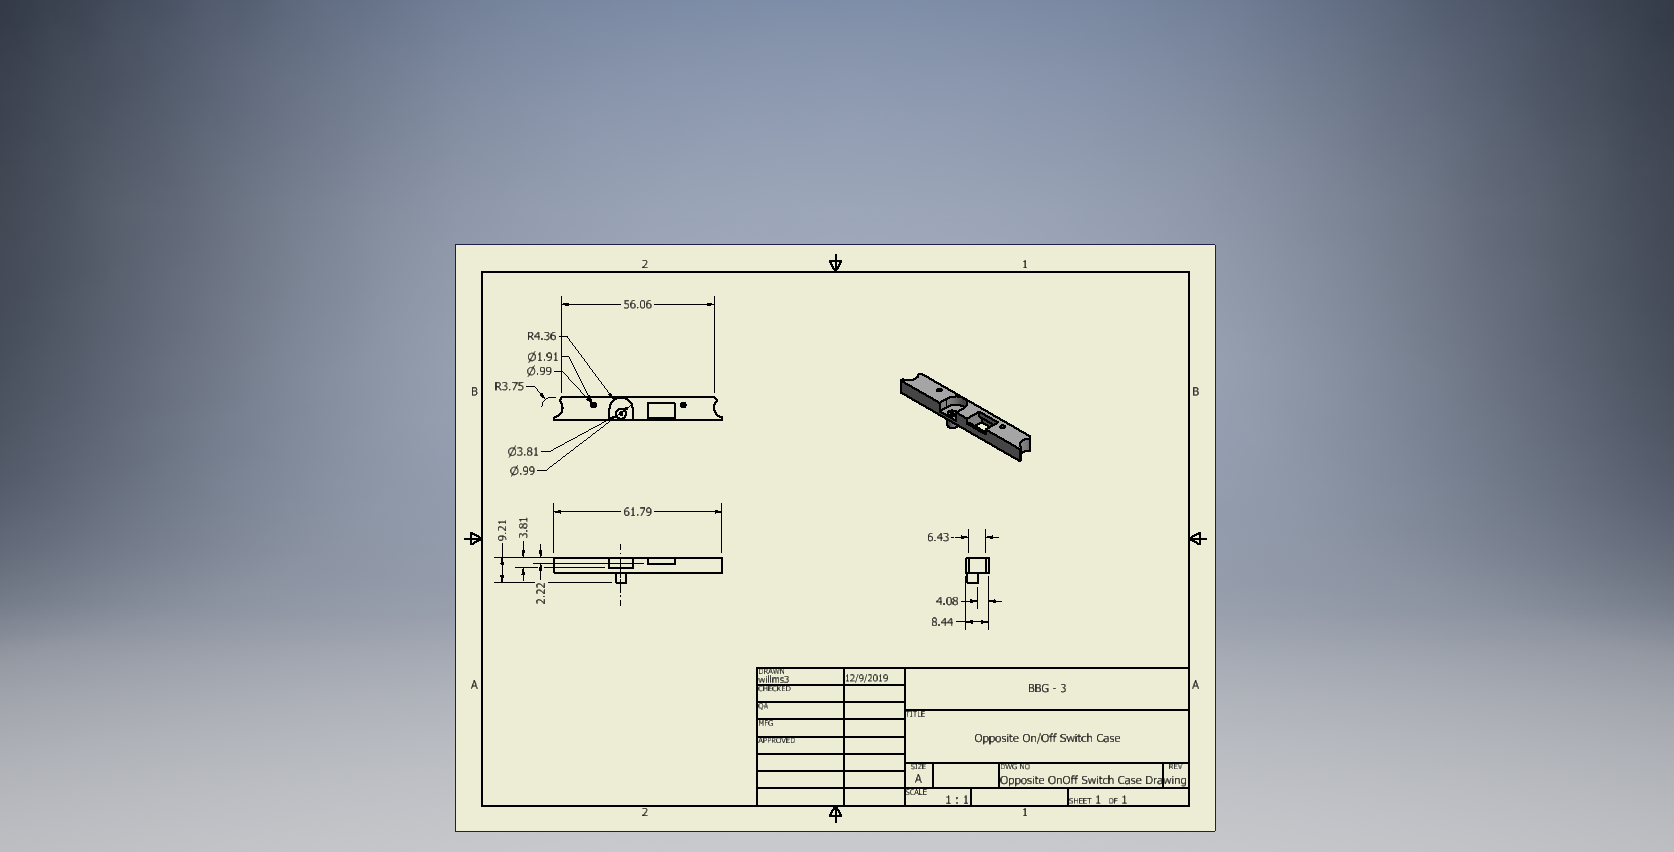 2
1
56.06
R4.36
Ø1.91
Ø.99
R3.75
B
B
Ø3.81
Ø.99
61.79
9.21
3.81
2.22
6.43
4.08
8.44
A
A
DRAWN
willms3
12/9/2019
CHECKED
QA
MFG
APPROVED
BBG - 3
TITLE
Opposite On/Off Switch Case
SIZE
A
DWG NO
Opposite OnOff Switch Case Drawing
REV
SCALE
1 : 1
SHEET 1 OF 1
2
1